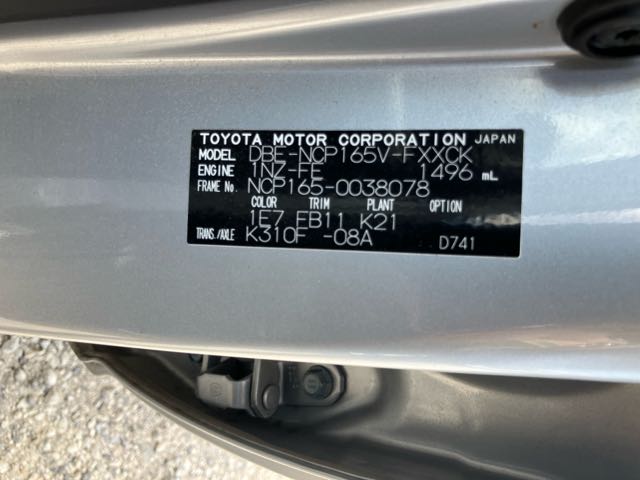 TOYOTA MOTOR CORPORATION JAPAN
MODEL DBE-NCP165V-FXXCK
ENGINE 1NZ-FE 1496 mL
FRAME No. NCP165-0038078
COLOR TRIM PLANT OPTION
1E7 FB11 K21
TRANS./AXLE K310F -08A D741